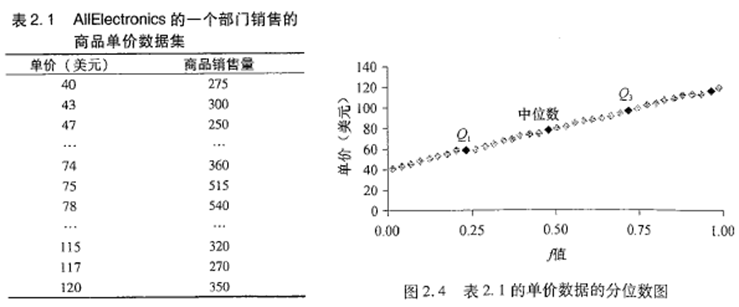 表2.1 AllElectronics 的一个部门销售的
商品单价数据集
单价（美元） 商品销售量
40 275
43 300
47 250
… …
74 360
75 515
78 540
… …
115 320
117 270
120 350
140
120
100
80
60
40
20
0
单价（美元）
Q1
中位数
Q3
0.00 0.25 0.50 0.75 1.00
f值
图2.4 表2.1的单价数据的分位数图